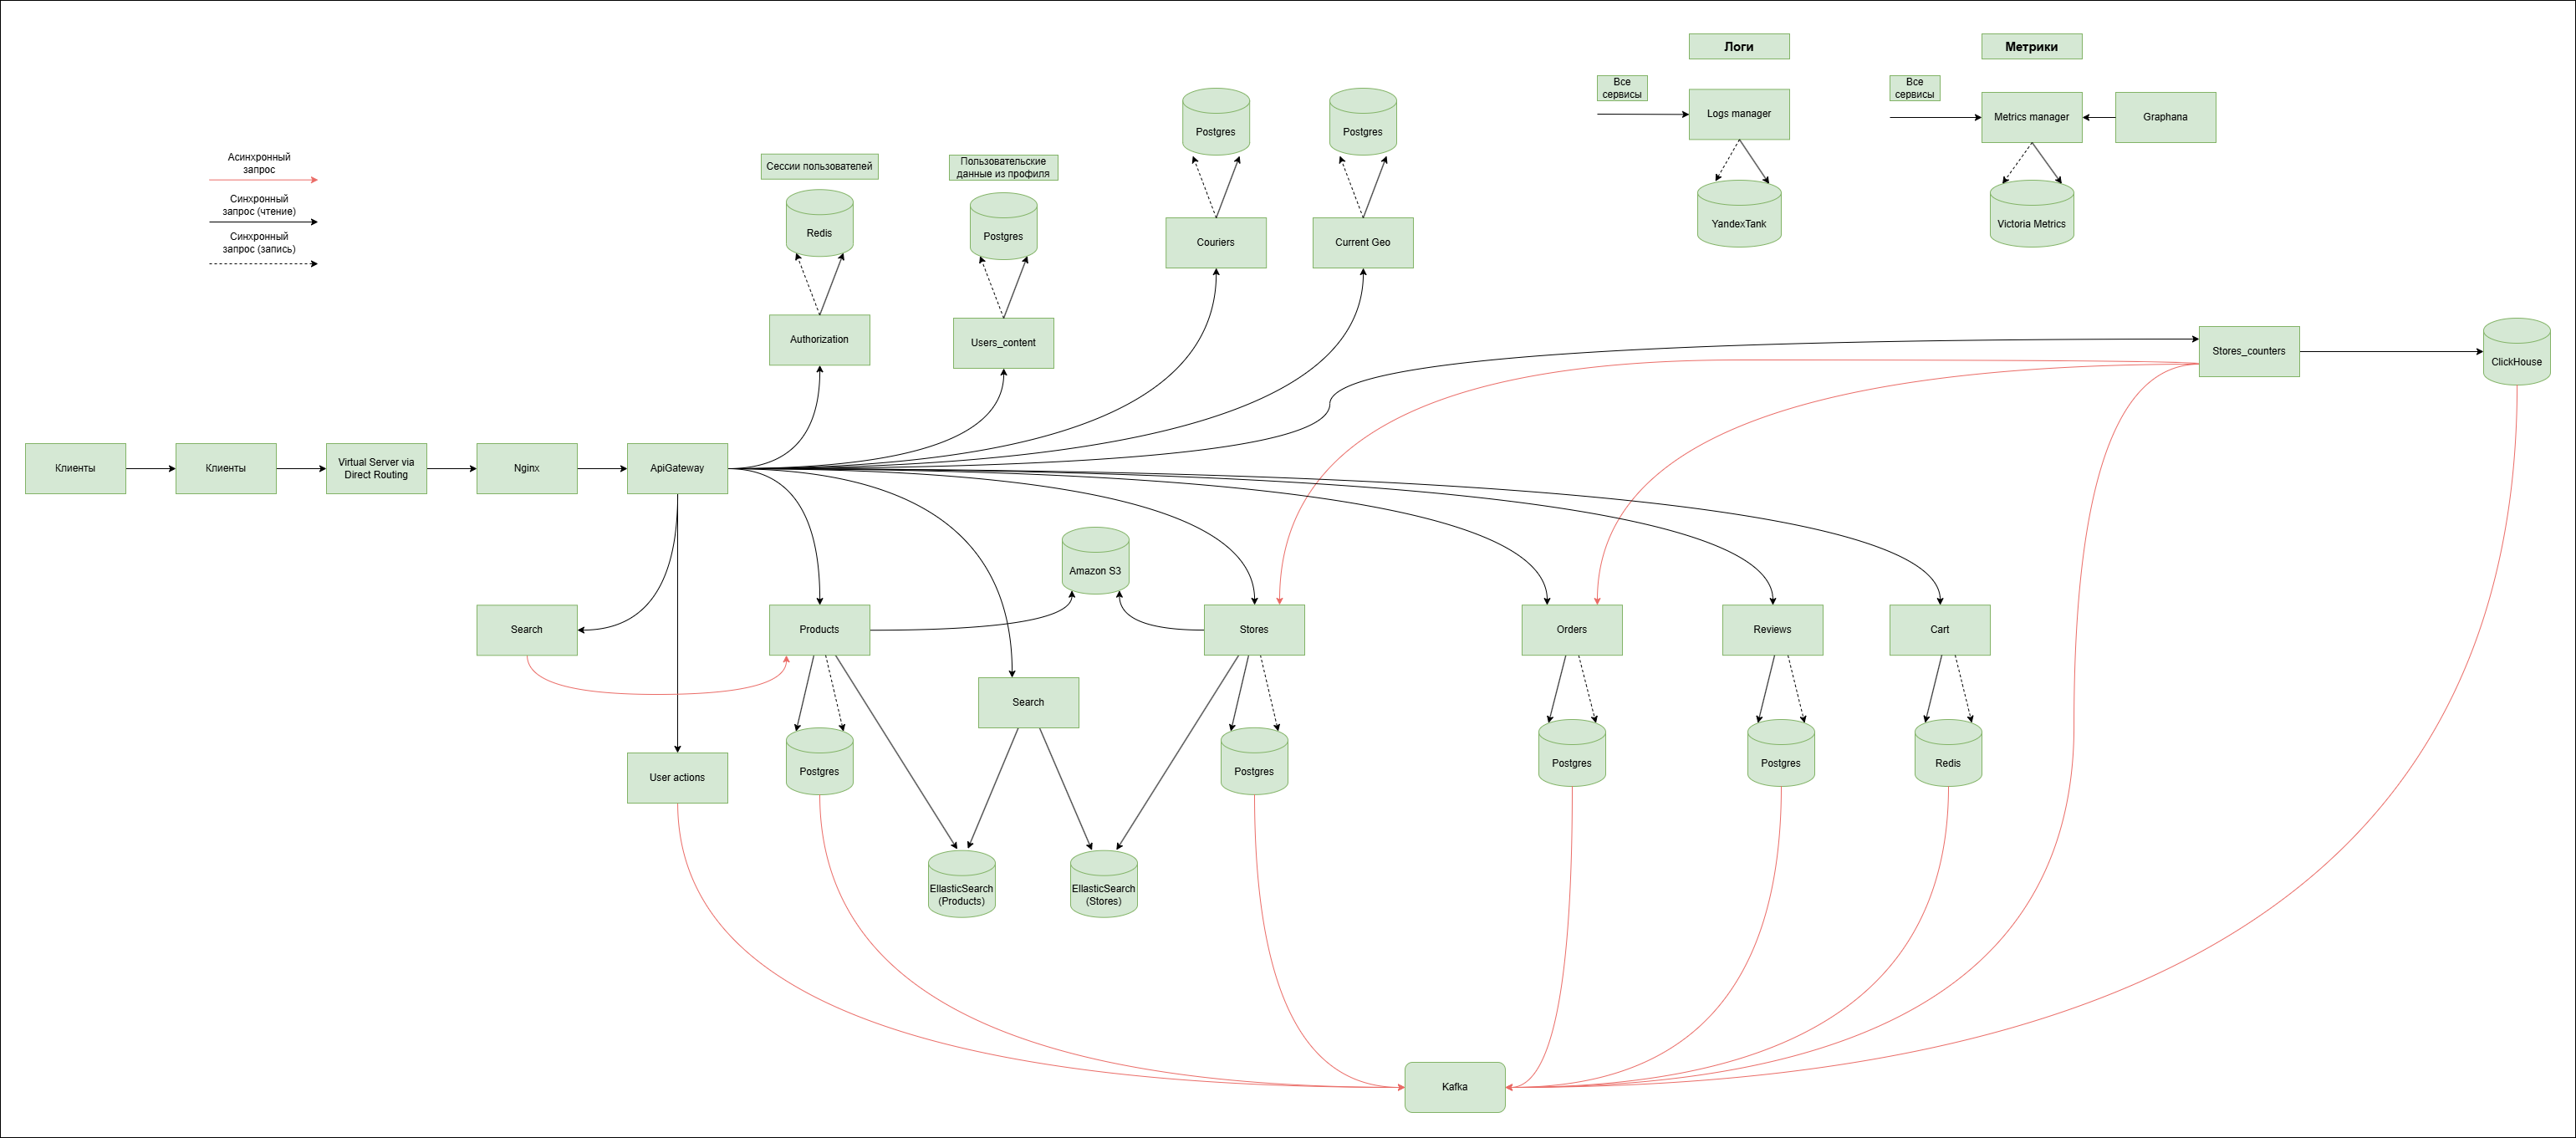 Логи
Метрики
Все
сервисы
Все
сервисы
Logs manager
Metrics manager
Graphana
Postgres
Postgres
Асинхронный
запрос
Сессии пользователей
Пользовательские
данные из профиля
Синхронный
запрос (чтение)
YandexTank
Victoria Metrics
Redis
Postgres
Синхронный
запрос (запись)
Couriers
Current Geo
Authorization
Users_content
Stores_counters
ClickHouse
Клиенты
Клиенты
Virtual Server via
Direct Routing
Nginx
ApiGateway
Amazon S3
Search
Products
Stores
Orders
Reviews
Cart
Search
User actions
Postgres
Postgres
Postgres
Postgres
Redis
EllasticSearch
(Products)
EllasticSearch
(Stores)
Kafka